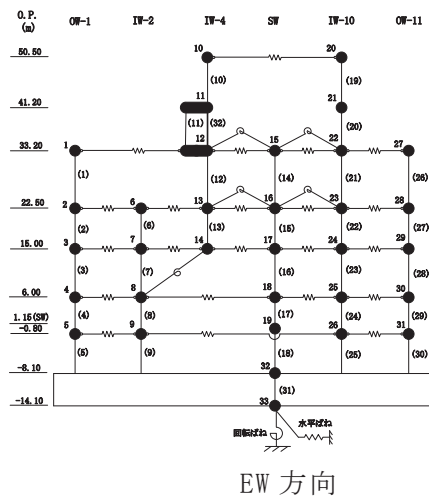 O.P.
(m)
OW-1 IW-2 IW-4 SW IW-10 OW-11
50.50 10 20
(10) (19)
41.20 11 21
(11) (32) (20)
33.20 1 12 15 22 27
(1) (12) (14) (21) (26)
22.50 2 6 13 16 23 28
(2) (6) (13) (15) (22) (27)
15.00 3 7 14 17 24 29
(3) (7) (16) (23) (28)
6.00 4 8 18 25 30
(4) (8) (17) (24) (29)
1.15(SW) 19
-0.80 5 9 26 31
(5) (9) (18) (25) (30)
-8.10 32
(31)
-14.10 33
回転ばね 水平ばね
EW 方向